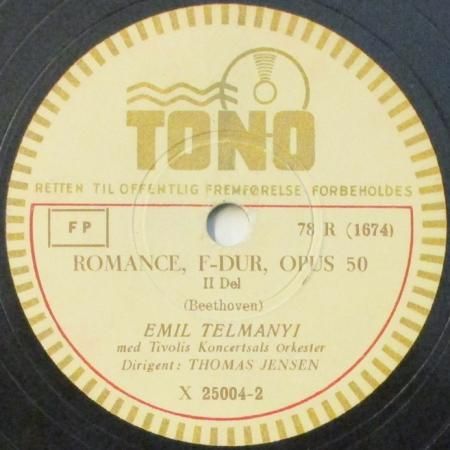 TONO
RETTEN TIL OFFENTLIG FREMFØRELSE FORBEHOLDES
FP
78 R (1674)
ROMANCE, F-DUR, OPUS 50
II Del
(Beethoven)
EMIL TELMANYI
med Tivolis Koncertsals Orkester
Dirigent: THOMAS JENSEN
X 25004-2